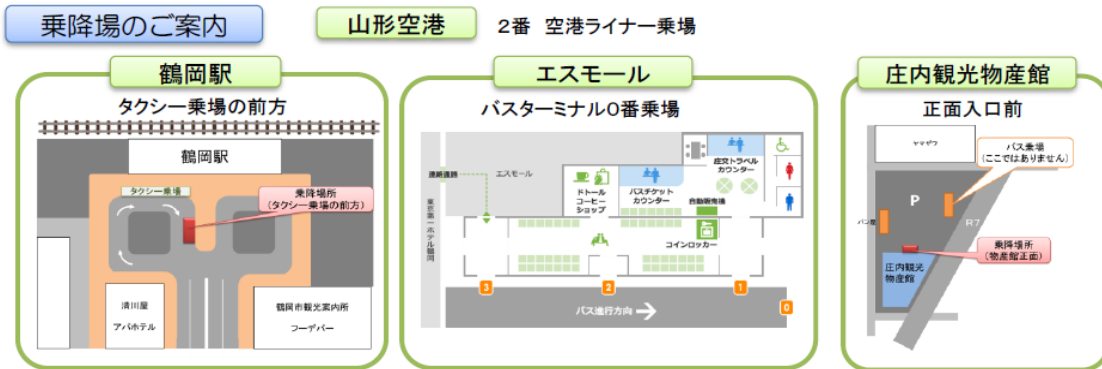 乗降場のご案内
山形空港
2番 空港ライナー乗場
鶴岡駅
タクシー乗場の前方
鶴岡駅
タクシー乗場
乗降場所
(タクシー乗場の前方)
清川屋
アパホテル
鶴岡市観光案内所
フーデバー
エスモール
バスターミナル0番乗場
連絡通路
エスモール
東京第一ホテル鶴岡
ドトール
コーヒー
ショップ
バスチケット
カウンター
庄交トラベル
カウンター
自動販売機
コインロッカー
3
2
1
0
バス進行方向
庄内観光物産館
正面入口前
ヤマザワ
バス乗場
(ここではありません)
P
パン屋
R7
乗降場所
(物産館正面)
庄内観光
物産館